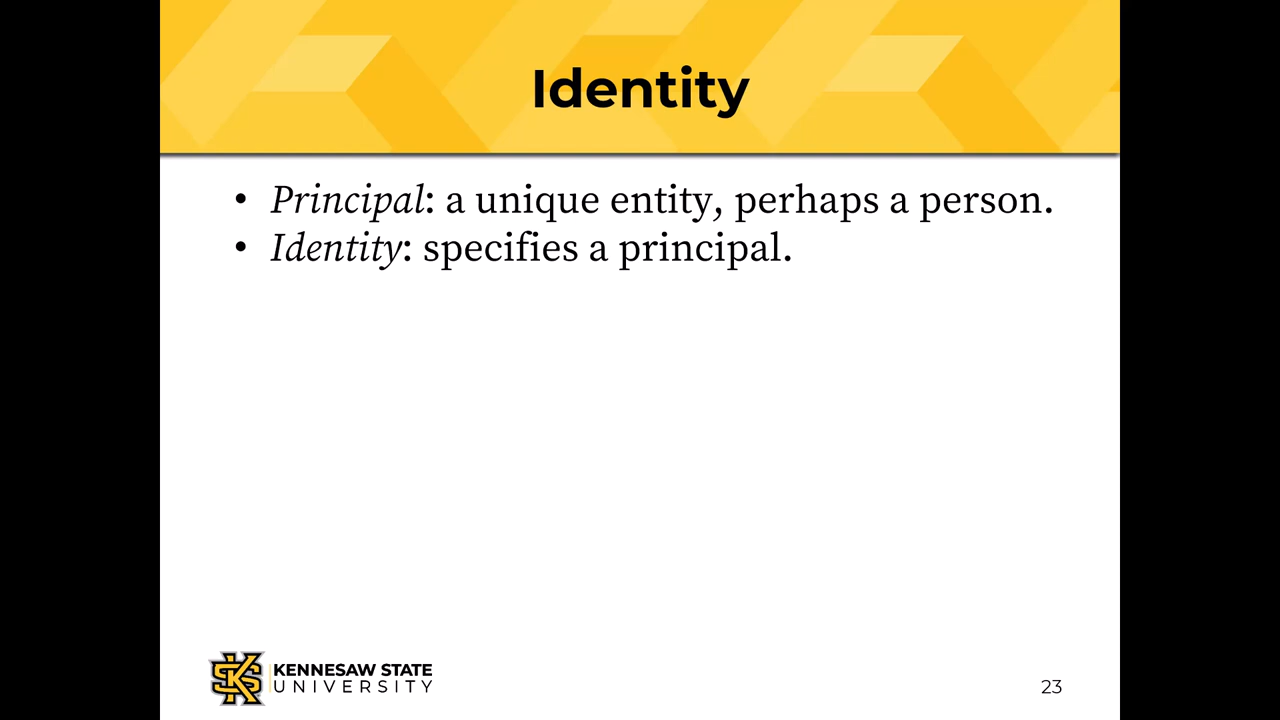 Identity
• Principal: a unique entity, perhaps a person.
• Identity: specifies a principal.
KENNESAW STATE
UNIVERSITY
23